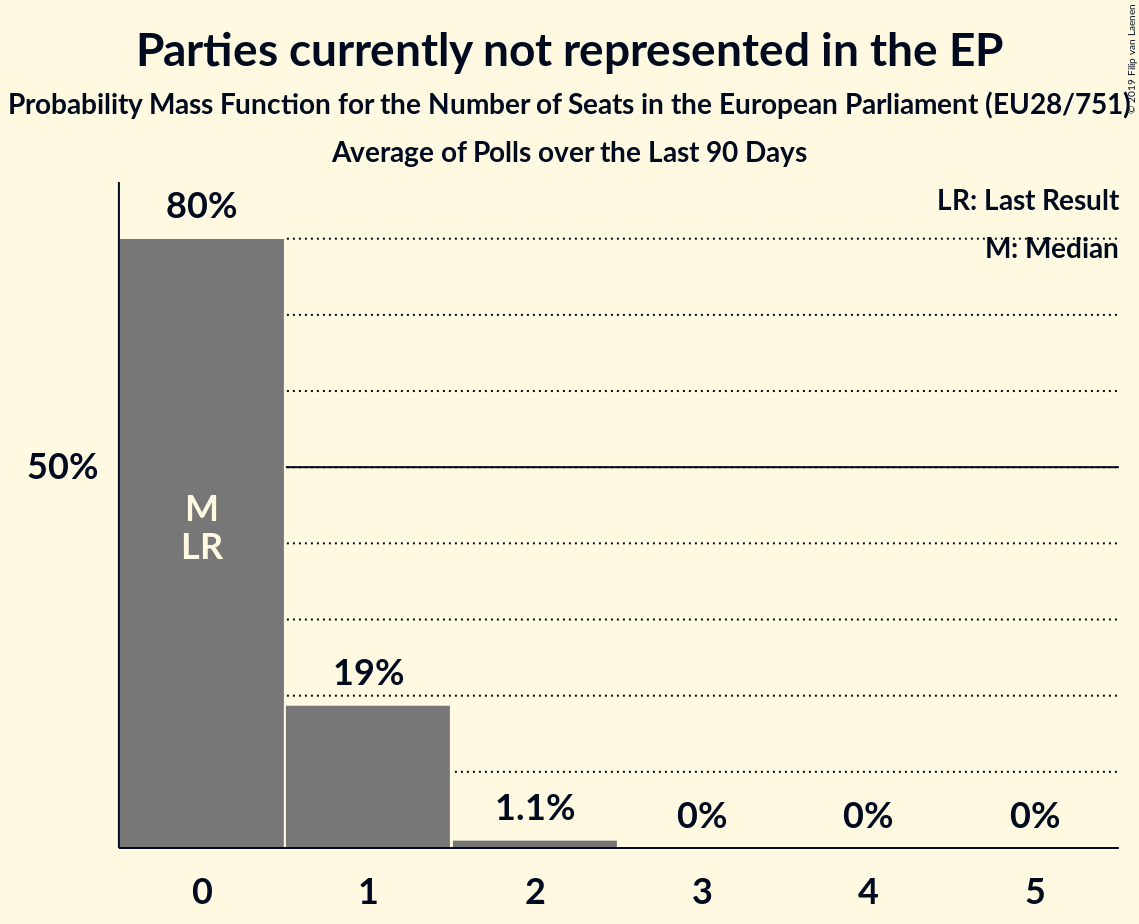 Parties currently not represented in the EP
Probability Mass Function for the Number of Seats in the European Parliament (EU28/751)
Average of Polls over the Last 90 Days
© 2019 Filip van Laenen
LR: Last Result
M: Median
80%
50%
M
LR
19%
1.1%
0%
0%
0%
0
1
2
3
4
5